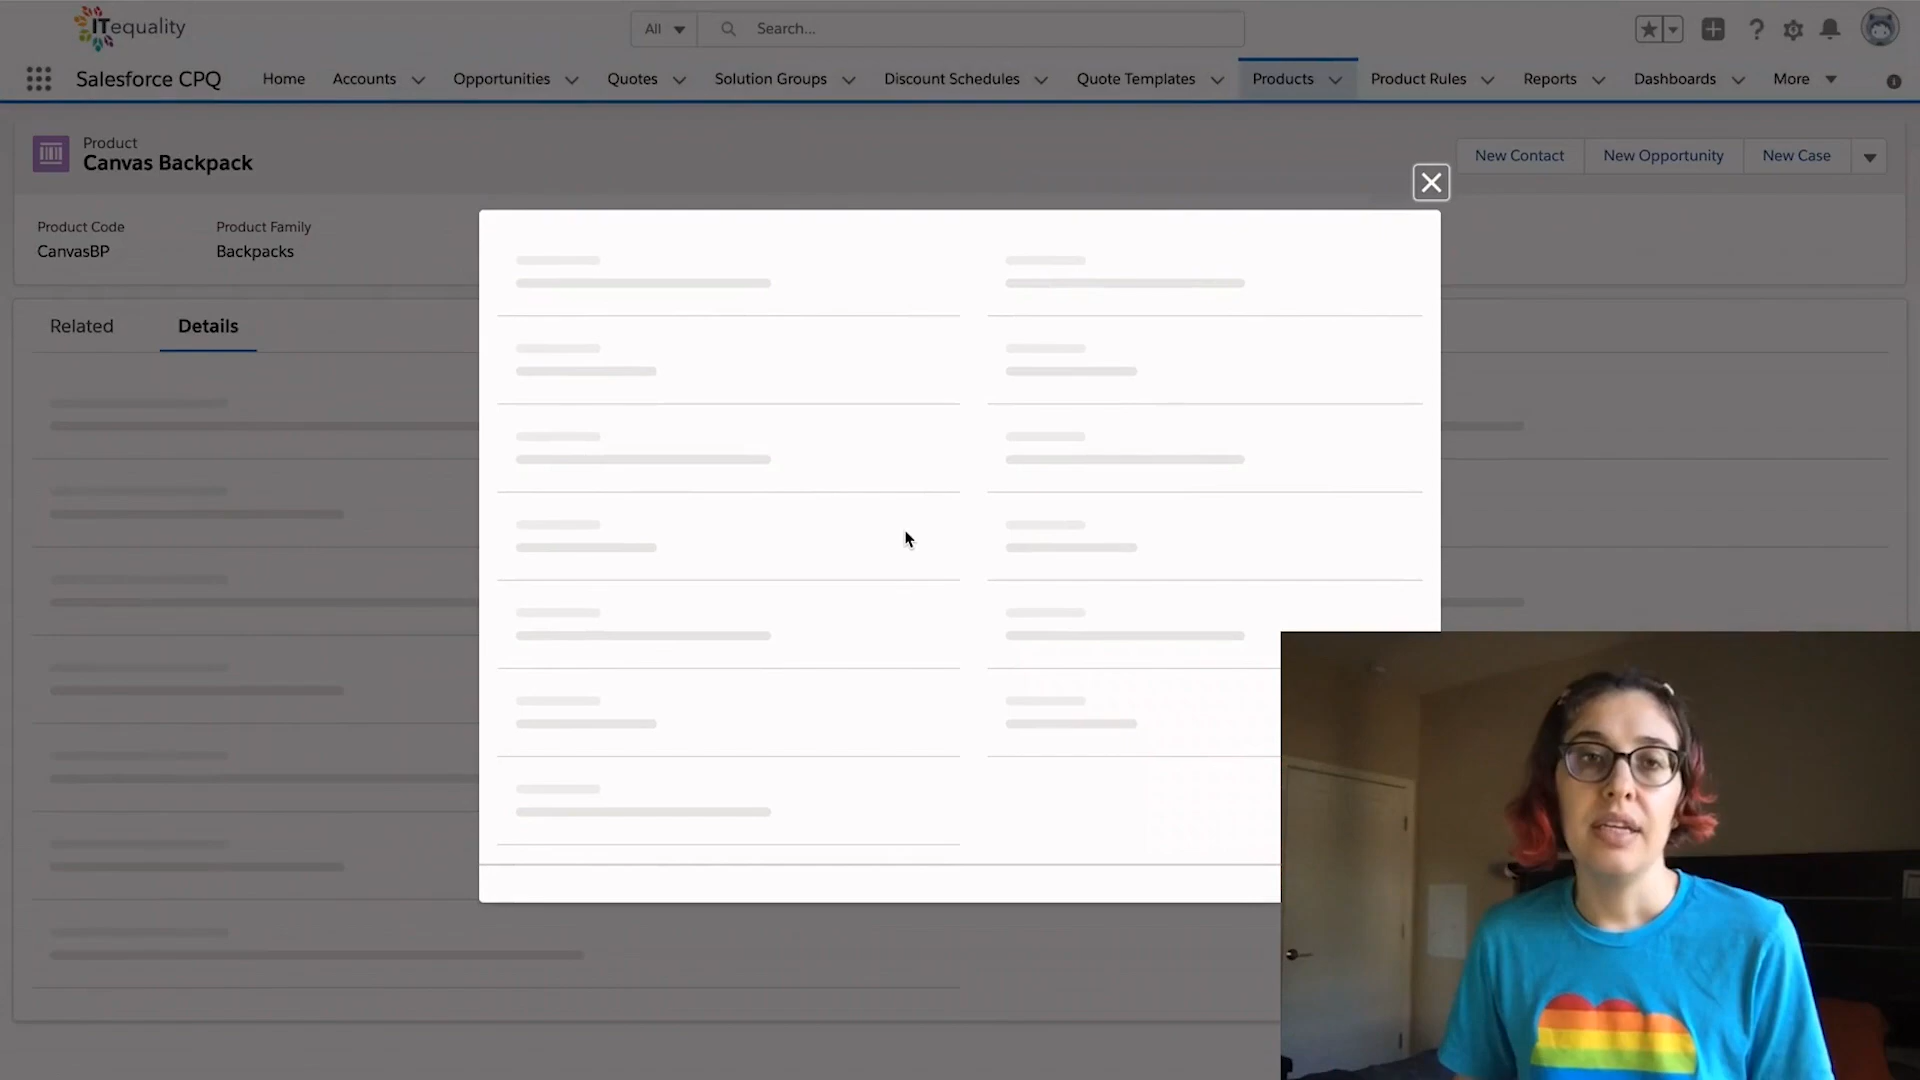 ITequality
All
Search...
Salesforce CPQ
Home
Accounts
Opportunities
Quotes
Solution Groups
Discount Schedules
Quote Templates
Products
Product Rules
Reports
Dashboards
More
Product
Canvas Backpack
New Contact
New Opportunity
New Case
Product Code
Product Family
CanvasBP
Backpacks
Related
Details